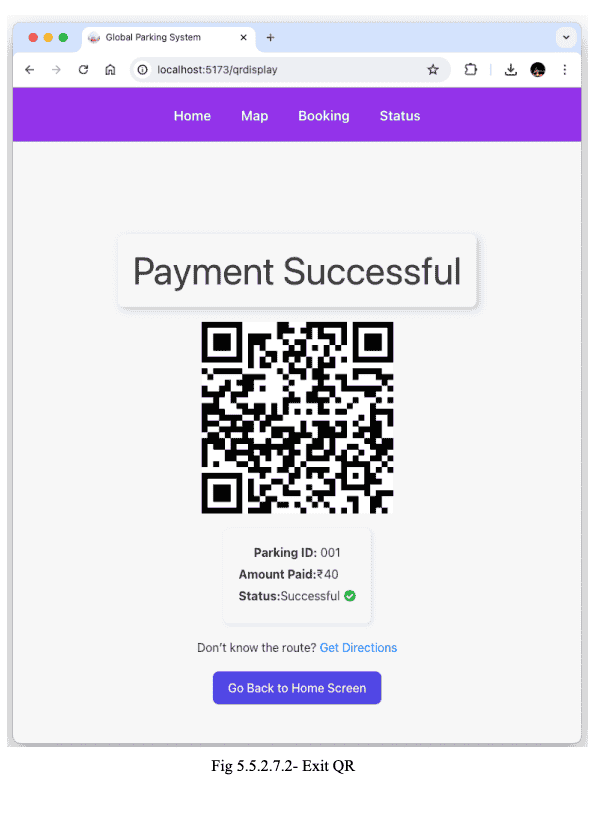 Global Parking System
localhost:5173/qrdisplay
Home Map Booking Status
Payment Successful
Parking ID: 001
Amount Paid:₹40
Status:Successful
Don't know the route? Get Directions
Go Back to Home Screen
Fig 5.5.2.7.2- Exit QR